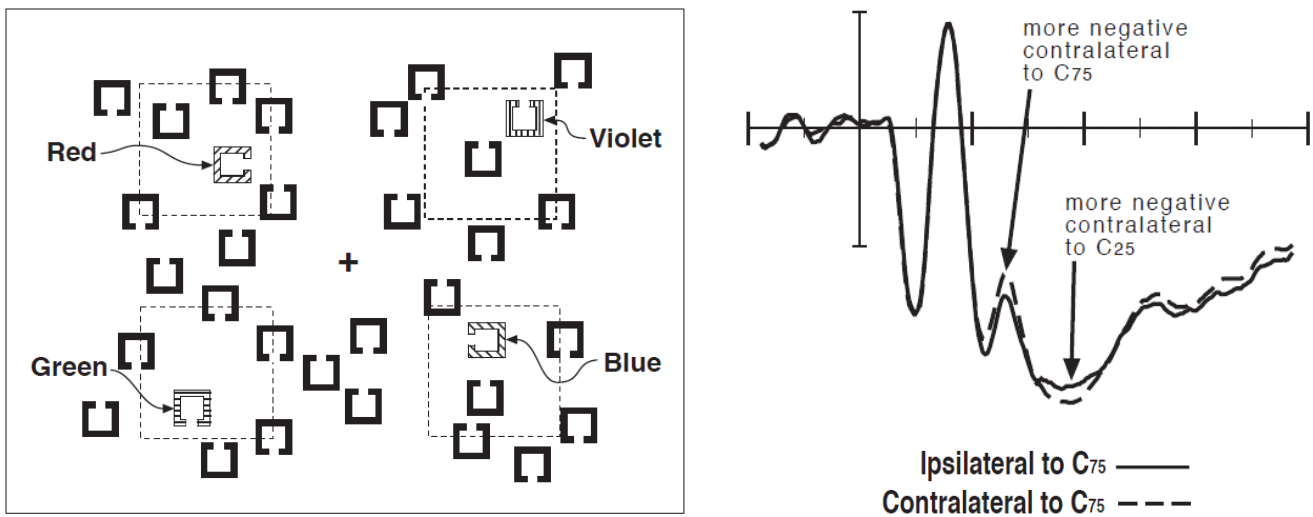 Red
Violet
Green
Blue
more negative
contralateral
to C75
more negative
contralateral
to C25
Ipsilateral to C75
Contralateral to C75